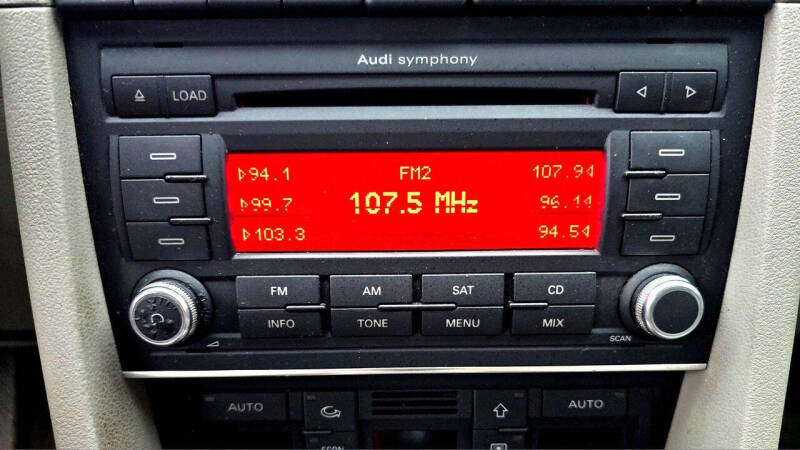 Audi symphony
LOAD
94.1 FM2 107.9
99.7 107.5 MHz 96.1
103.3 94.5
FM AM SAT CD
INFO TONE MENU MIX
SCAN
AUTO AUTO